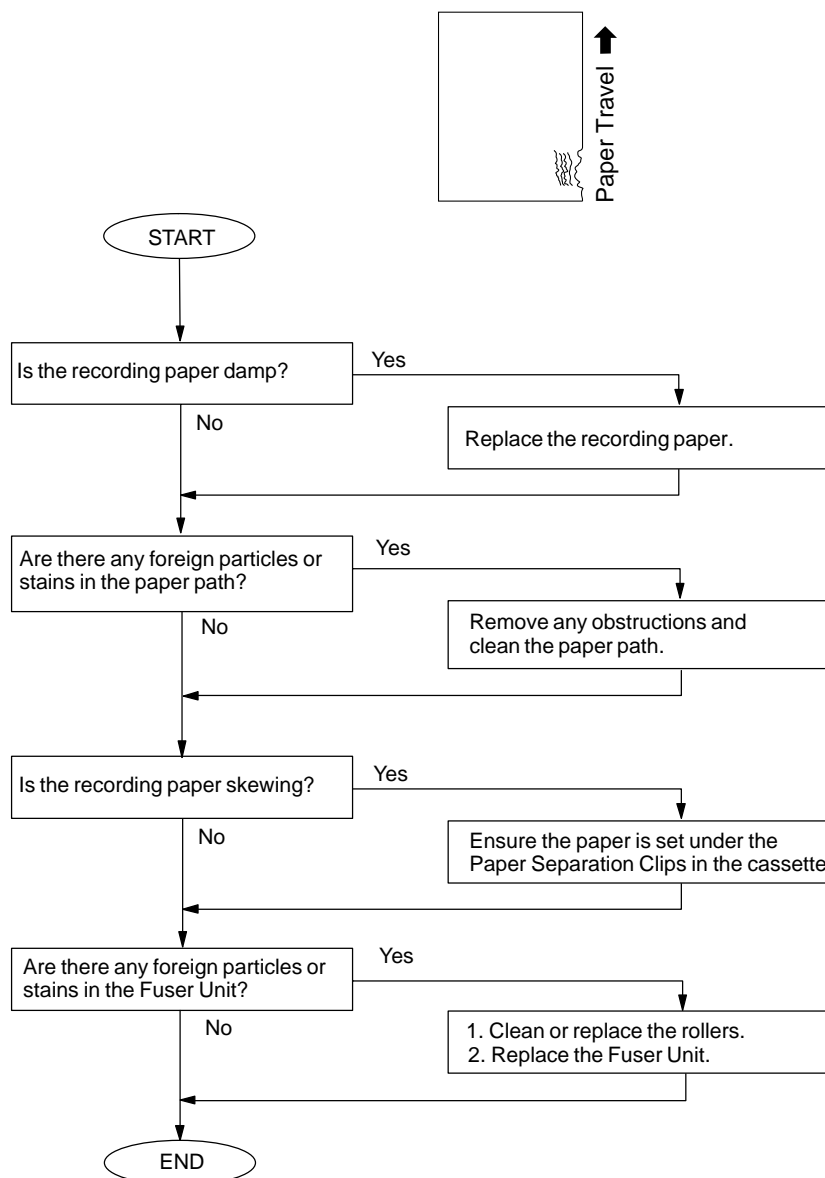 Paper Travel
START
Is the recording paper damp?
Yes
No
Replace the recording paper.
Are there any foreign particles or
stains in the paper path?
Yes
No
Remove any obstructions and
clean the paper path.
Is the recording paper skewing?
Yes
No
Ensure the paper is set under the
Paper Separation Clips in the cassette
Are there any foreign particles or
stains in the Fuser Unit?
Yes
No
1. Clean or replace the rollers.
2. Replace the Fuser Unit.
END